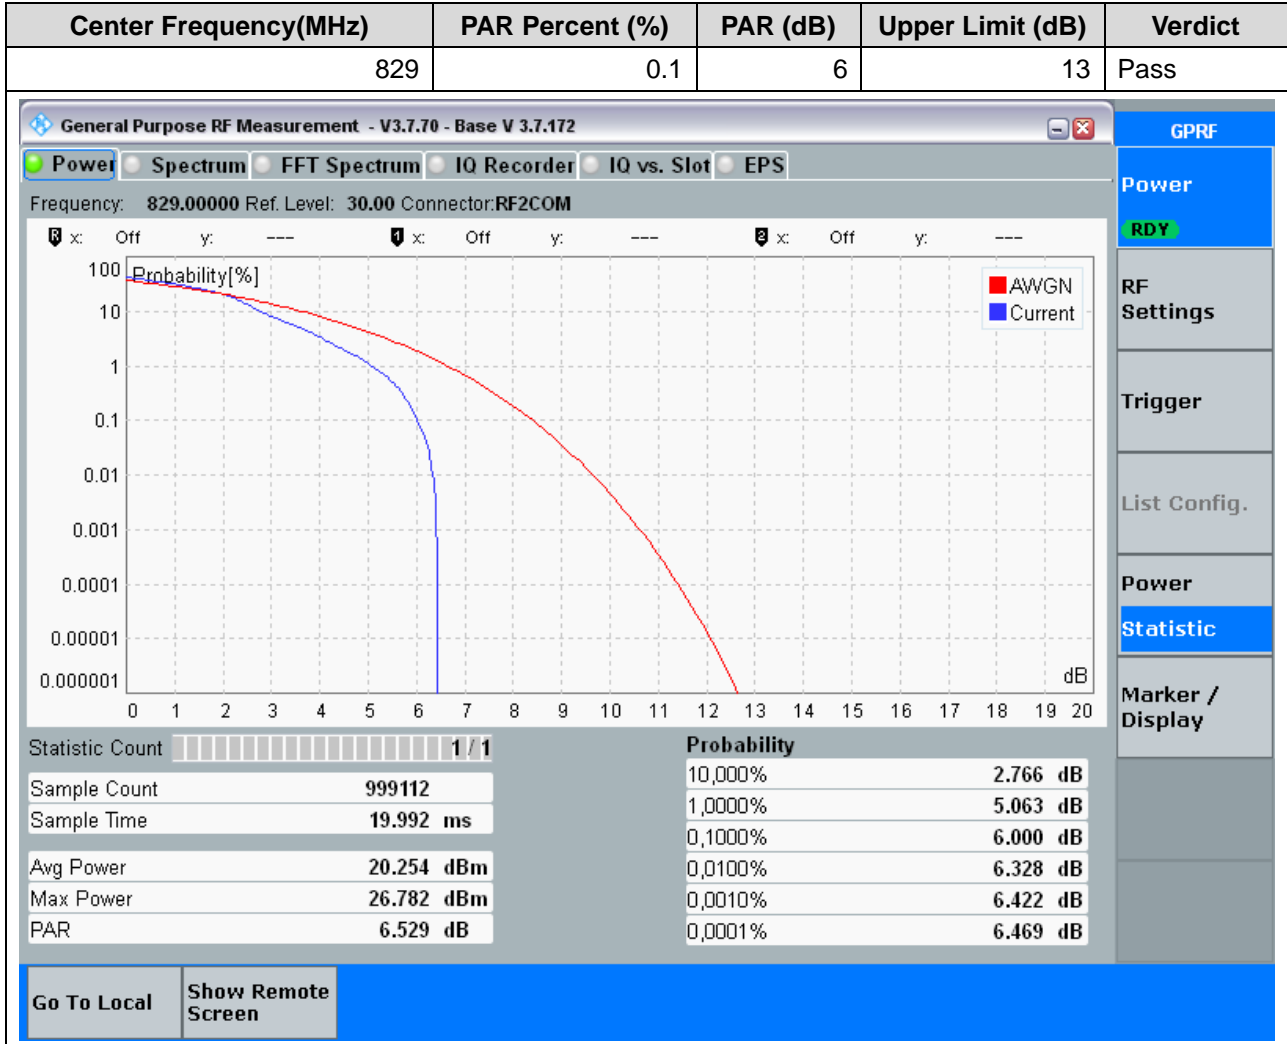 Center Frequency(MHz) PAR Percent (%) PAR (dB) Upper Limit (dB) Verdict
829 0.1 6 13 Pass
General Purpose RF Measurement - V3.7.70 - Base V 3.7.172
GPRF
Power Spectrum FFT Spectrum IQ Recorder IQ vs. Slot EPS
Frequency: 829.00000 Ref. Level: 30.00 Connector:RF2COM
R x: Off y: --- 1 x: Off y: --- 2 x: Off y: ---
Probability[%]
AWGN
Current
100
10
1
0.1
0.01
0.001
0.0001
0.00001
0.000001
dB
0 1 2 3 4 5 6 7 8 9 10 11 12 13 14 15 16 17 18 19 20
Statistic Count 1 / 1
Sample Count 999112
Sample Time 19.992 ms
Avg Power 20.254 dBm
Max Power 26.782 dBm
PAR 6.529 dB
Probability
10,000% 2.766 dB
1,0000% 5.063 dB
0,1000% 6.000 dB
0,0100% 6.328 dB
0,0010% 6.422 dB
0,0001% 6.469 dB
Power
RDY
RF
Settings
Trigger
List Config.
Power
Statistic
Marker /
Display
Go To Local
Show Remote
Screen